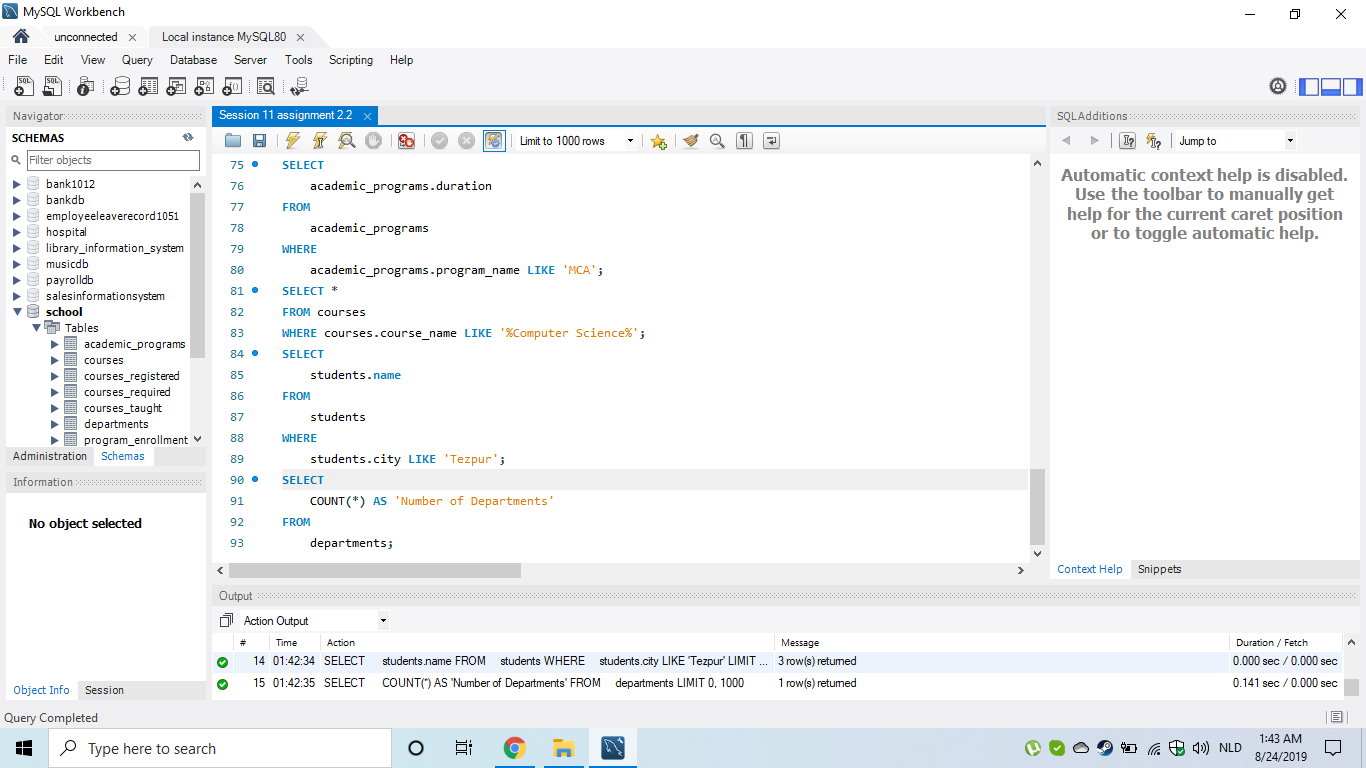 MySQL Workbench
unconnected
Local instance MySQL80
File Edit View Query Database Server Tools Scripting Help
Navigator
SCHEMAS
Filter objects
bank1012
bankdb
employeeleaverecord1051
hospital
library_information_system
musicdb
payrolldb
salesinformationsystem
school
Tables
academic_programs
courses
courses_registered
courses_required
courses_taught
departments
program_enrollment
Administration Schemas
Information
No object selected
Object Info Session
Session 11 assignment 2.2
Limit to 1000 rows
75 SELECT
76 academic_programs.duration
77 FROM
78 academic_programs
79 WHERE
80 academic_programs.program_name LIKE 'MCA';
81 SELECT *
82 FROM courses
83 WHERE courses.course_name LIKE '%Computer Science%';
84 SELECT
85 students.name
86 FROM
87 students
88 WHERE
89 students.city LIKE 'Tezpur';
90 SELECT
91 COUNT(*) AS 'Number of Departments'
92 FROM
93 departments;
SQLAdditions
Jump to
Automatic context help is disabled.
Use the toolbar to manually get
help for the current caret position
or to toggle automatic help.
Context Help Snippets
Output
Action Output
# Time Action Message Duration / Fetch
14 01:42:34 SELECT students.name FROM students WHERE students.city LIKE 'Tezpur' LIMIT ... 3 row(s) returned 0.000 sec / 0.000 sec
15 01:42:35 SELECT COUNT(*) AS 'Number of Departments' FROM departments LIMIT 0, 1000 1 row(s) returned 0.141 sec / 0.000 sec
Query Completed
Type here to search
NLD
1:43 AM
8/24/2019